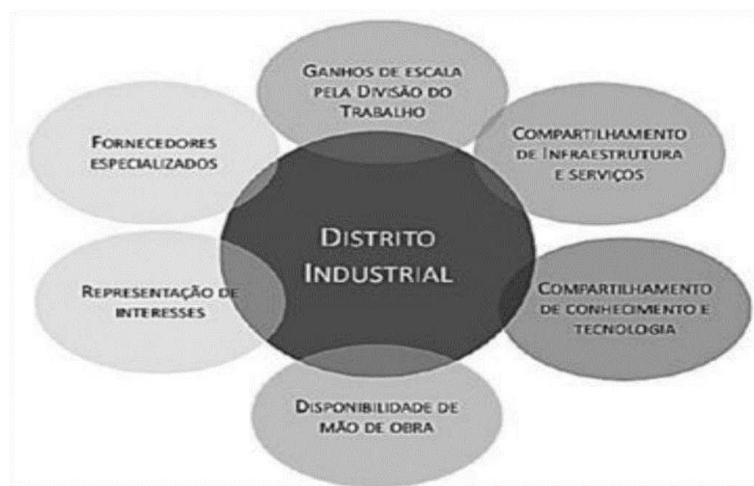 GANHOS DE ESCALA
PELA DIVISÃO DO
TRABALHO
FORNECEDORES
ESPECIALIZADOS
COMPARTILHAMENTO
DE INFRAESTRUTURA
E SERVIÇOS
DISTRITO
INDUSTRIAL
REPRESENTAÇÃO DE
INTERESSES
COMPARTILHAMENTO
DE CONHECIMENTO E
TECNOLOGIA
DISPONIBILIDADE DE
MÃO DE OBRA